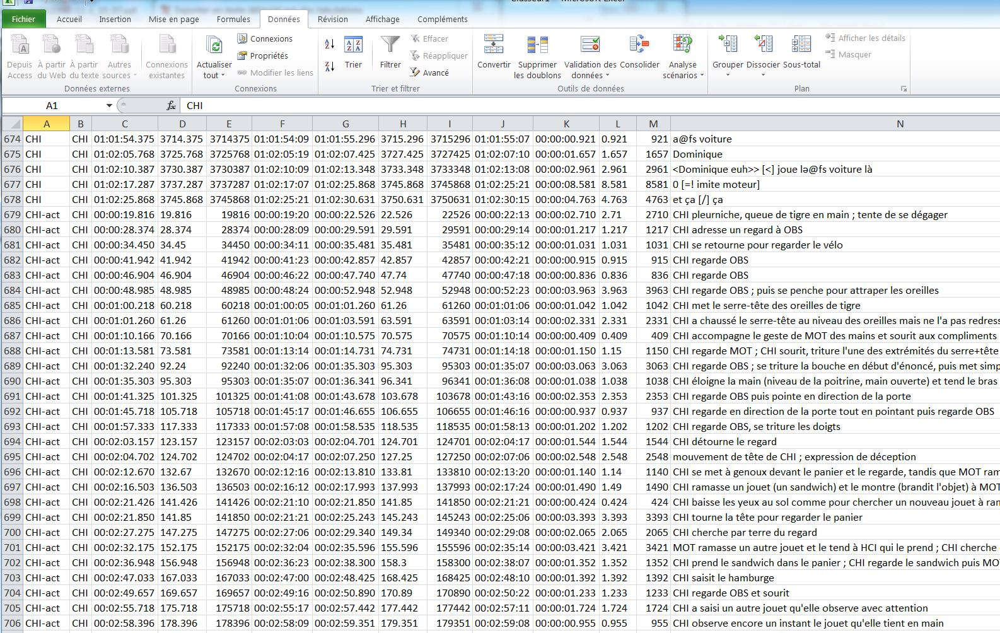 Fichier Accueil Insertion Mise en page Formules Données Révision Affichage Compléments
Depuis Access À partir du Web À partir du texte Autres sources Connexions existantes Actualiser tout Connexions Propriétés Modifier les liens Trier Filtrer Effacer Réappliquer Avancé Convertir Supprimer les doublons Validation des données Consolider Analyse scénarios Grouper Dissocier Sous-total Afficher les détails Masquer
Données externes Connexions Trier et filtrer Outils de données Plan
A1 fx CHI
A B C D E F G H I J K L M N
674 CHI CHI 01:01:54.375 3714.375 3714375 01:01:54:09 01:01:55.296 3715.296 3715296 01:01:55:07 00:00:00.921 0.921 921 a@fs voiture
675 CHI CHI 01:02:05.768 3725.768 3725768 01:02:05:19 01:02:07.425 3727.425 3727425 01:02:07:10 00:00:01.657 1.657 1657 Dominique
676 CHI CHI 01:02:10.387 3730.387 3730387 01:02:10:09 01:02:13.348 3733.348 3733348 01:02:13:08 00:00:02.961 2.961 2961 <Dominique euh>> [<] joue lə@fs voiture là
677 CHI CHI 01:02:17.287 3737.287 3737287 01:02:17:07 01:02:25.868 3745.868 3745868 01:02:25:21 00:00:08.581 8.581 8581 0 [=! imite moteur]
678 CHI CHI 01:02:25.868 3745.868 3745868 01:02:25:21 01:02:30.631 3750.631 3750631 01:02:30:15 00:00:04.763 4.763 4763 et ça [/] ça
679 CHI-act CHI 00:00:19.816 19.816 19816 00:00:19:20 00:00:22.526 22.526 22526 00:00:22:13 00:00:02.710 2.71 2710 CHI pleurniche, queue de tigre en main ; tente de se dégager
680 CHI-act CHI 00:00:28.374 28.374 28374 00:00:28:09 00:00:29.591 29.591 29591 00:00:29:14 00:00:01.217 1.217 1217 CHI adresse un regard à OBS
681 CHI-act CHI 00:00:34.450 34.45 34450 00:00:34:11 00:00:35.481 35.481 35481 00:00:35:12 00:00:01.031 1.031 1031 CHI se retourne pour regarder le vélo
682 CHI-act CHI 00:00:41.942 41.942 41942 00:00:41:23 00:00:42.857 42.857 42857 00:00:42:21 00:00:00.915 0.915 915 CHI regarde OBS
683 CHI-act CHI 00:00:46.904 46.904 46904 00:00:46:22 00:00:47.740 47.74 47740 00:00:47:18 00:00:00.836 0.836 836 CHI regarde OBS
684 CHI-act CHI 00:00:48.985 48.985 48985 00:00:48:24 00:00:52.948 52.948 52948 00:00:52:23 00:00:03.963 3.963 3963 CHI regarde OBS ; puis se penche pour attraper les oreilles
685 CHI-act CHI 00:01:00.218 60.218 60218 00:01:00:05 00:01:01.260 61.26 61260 00:01:01:06 00:00:01.042 1.042 1042 CHI met le serre-tête des oreilles de tigre
686 CHI-act CHI 00:01:01.260 61.26 61260 00:01:01:06 00:01:03.591 63.591 63591 00:01:03:14 00:00:02.331 2.331 2331 CHI a chaussé le serre-tête au niveau des oreilles mais ne l'a pas redress
687 CHI-act CHI 00:01:10.166 70.166 70166 00:01:10:04 00:01:10.575 70.575 70575 00:01:10:14 00:00:00.409 0.409 409 CHI accompagne le geste de MOT des mains et sourit aux compliments
688 CHI-act CHI 00:01:13.581 73.581 73581 00:01:13:14 00:01:14.731 74.731 74731 00:01:14:18 00:00:01.150 1.15 1150 CHI regarde MOT ; CHI sourit, triture l'une des extrémités du serre+tête
689 CHI-act CHI 00:01:32.240 92.24 92240 00:01:32:06 00:01:35.303 95.303 95303 00:01:35:07 00:00:03.063 3.063 3063 CHI regarde OBS ; se triture la bouche en début d'énoncé, puis met simp
690 CHI-act CHI 00:01:35.303 95.303 95303 00:01:35:07 00:01:36.341 96.341 96341 00:01:36:08 00:00:01.038 1.038 1038 CHI éloigne la main (niveau de la poitrine, main ouverte) et tend le bras
691 CHI-act CHI 00:01:41.325 101.325 101325 00:01:41:08 00:01:43.678 103.678 103678 00:01:43:16 00:00:02.353 2.353 2353 CHI regarde OBS puis pointe en direction de la porte
692 CHI-act CHI 00:01:45.718 105.718 105718 00:01:45:17 00:01:46.655 106.655 106655 00:01:46:16 00:00:00.937 0.937 937 CHI regarde en direction de la porte tout en pointant puis regarde OBS
693 CHI-act CHI 00:01:57.333 117.333 117333 00:01:57:08 00:01:58.535 118.535 118535 00:01:58:13 00:00:01.202 1.202 1202 CHI regarde OBS, se triture les doigts
694 CHI-act CHI 00:02:03.157 123.157 123157 00:02:03:03 00:02:04.701 124.701 124701 00:02:04:17 00:00:01.544 1.544 1544 CHI détourne le regard
695 CHI-act CHI 00:02:04.702 124.702 124702 00:02:04:17 00:02:07.250 127.25 127250 00:02:07:06 00:00:02.548 2.548 2548 mouvement de tête de CHI ; expression de déception
696 CHI-act CHI 00:02:12.670 132.67 132670 00:02:12:16 00:02:13.810 133.81 133810 00:02:13:20 00:00:01.140 1.14 1140 CHI se met à genoux devant le panier et le regarde, tandis que MOT ram
697 CHI-act CHI 00:02:16.503 136.503 136503 00:02:16:12 00:02:17.993 137.993 137993 00:02:17:24 00:00:01.490 1.49 1490 CHI ramasse un jouet (un sandwich) et le montre (brandit l'objet) à MOT
698 CHI-act CHI 00:02:21.426 141.426 141426 00:02:21:10 00:02:21.850 141.85 141850 00:02:21:21 00:00:00.424 0.424 424 CHI baisse les yeux au sol comme pour chercher un nouveau jouet à ram
699 CHI-act CHI 00:02:21.850 141.85 141850 00:02:21:21 00:02:25.243 145.243 145243 00:02:25:06 00:00:03.393 3.393 3393 CHI tourne la tête pour regarder le panier
700 CHI-act CHI 00:02:27.275 147.275 147275 00:02:27:06 00:02:29.340 149.34 149340 00:02:29:08 00:00:02.065 2.065 2065 CHI cherche par terre du regard
701 CHI-act CHI 00:02:32.175 152.175 152175 00:02:32:04 00:02:35.596 155.596 155596 00:02:35:14 00:00:03.421 3.421 3421 MOT ramasse un autre jouet et le tend à HCI qui le prend ; CHI cherche
702 CHI-act CHI 00:02:36.948 156.948 156948 00:02:36:23 00:02:38.300 158.3 158300 00:02:38:07 00:00:01.352 1.352 1352 CHI prend le sandwich dans le panier ; CHI regarde le sandwich puis MO
703 CHI-act CHI 00:02:47.033 167.033 167033 00:02:47:00 00:02:48.425 168.425 168425 00:02:48:10 00:00:01.392 1.392 1392 CHI saisit le hamburge
704 CHI-act CHI 00:02:49.657 169.657 169657 00:02:49:16 00:02:50.890 170.89 170890 00:02:50:22 00:00:01.233 1.233 1233 CHI regarde OBS et sourit
705 CHI-act CHI 00:02:55.718 175.718 175718 00:02:55:17 00:02:57.442 177.442 177442 00:02:57:11 00:00:01.724 1.724 1724 CHI a saisi un autre jouet qu'elle observe avec attention
706 CHI-act CHI 00:02:58.396 178.396 178396 00:02:58:09 00:02:59.351 179.351 179351 00:02:59:08 00:00:00.955 0.955 955 CHI observe encore un instant le jouet qu'elle tient en main